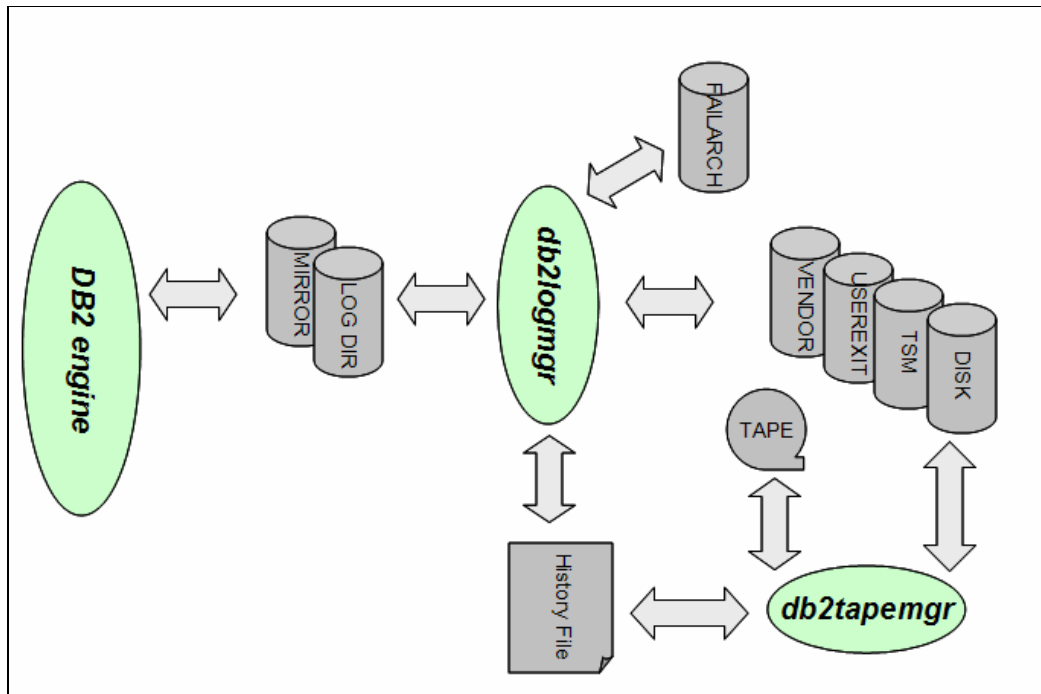 FAILARCH
DB2 engine
MIRROR
LOG DIR
db2logmgr
VENDOR
USEREXIT
TSM
DISK
TAPE
History File
db2tapemgr